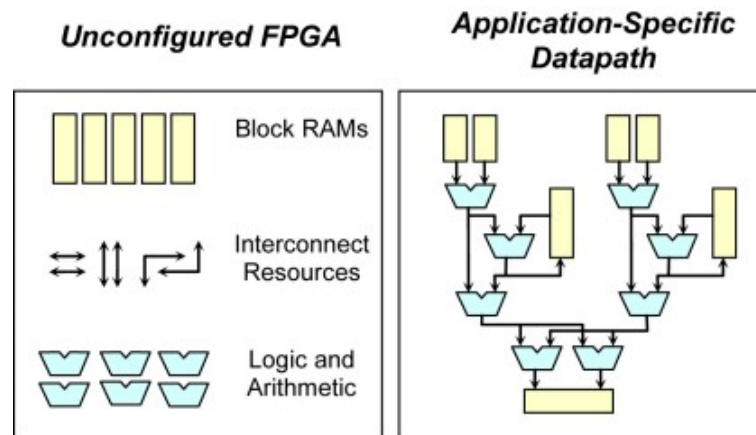 Unconfigured FPGA
Application-Specific
Datapath
Block RAMs
Interconnect
Resources
Logic and
Arithmetic